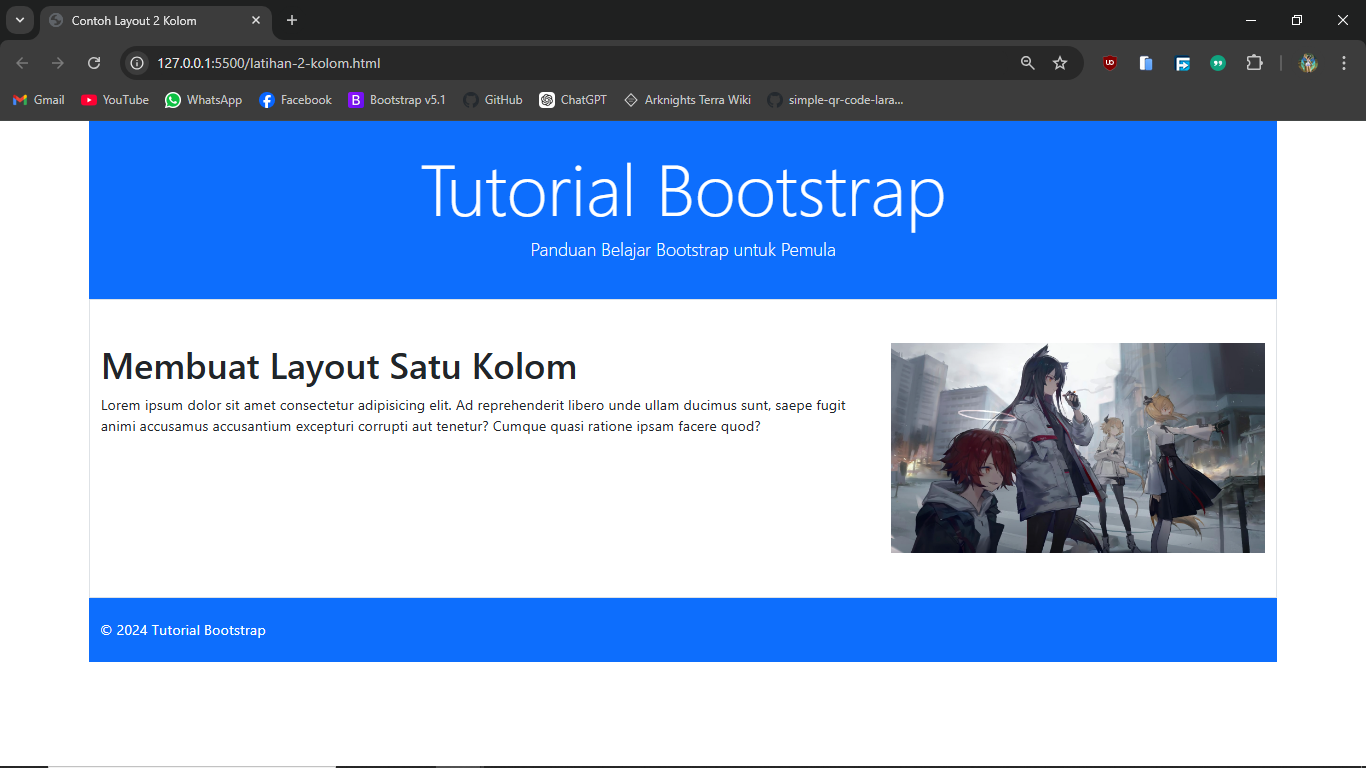 Contoh Layout 2 Kolom
127.0.0.1:5500/latihan-2-kolom.html
UD
Gmail YouTube WhatsApp Facebook B Bootstrap v5.1 GitHub ChatGPT Arknights Terra Wiki simple-qr-code-lara...
Tutorial Bootstrap
Panduan Belajar Bootstrap untuk Pemula
Membuat Layout Satu Kolom
Lorem ipsum dolor sit amet consectetur adipisicing elit. Ad reprehenderit libero unde ullam ducimus sunt, saepe fugit
animi accusamus accusantium excepturi corrupti aut tenetur? Cumque quasi ratione ipsam facere quod?
© 2024 Tutorial Bootstrap